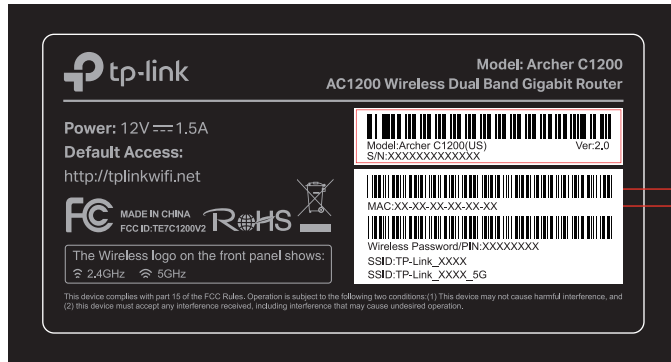 tp-link
Model: Archer C1200
AC1200 Wireless Dual Band Gigabit Router
Power: 12V⎓1.5A
Default Access:
http://tplinkwifi.net
FC
MADE IN CHINA
FCC ID:TE7C1200V2
RoHS
The Wireless logo on the front panel shows:
2.4GHz 5GHz
Model:Archer C1200(US) Ver:2.0
S/N:XXXXXXXXXXXXX
MAC:XX-XX-XX-XX-XX-XX
Wireless Password/PIN:XXXXXXXX
SSID:TP-Link_XXXX
SSID:TP-Link_XXXX_5G
This device complies with part 15 of the FCC Rules. Operation is subject to the following two conditions:(1) This device may not cause harmful interference, and
(2) this device must accept any interference received, including interference that may cause undesired operation.